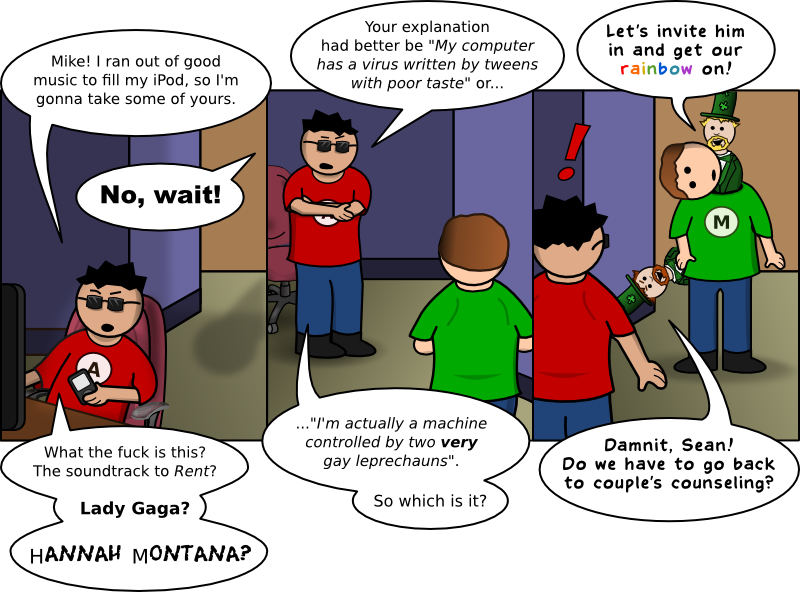 Mike! I ran out of good
music to fill my iPod, so I'm
gonna take some of yours.
No, wait!
A
What the fuck is this?
The soundtrack to Rent?
Lady Gaga?
HANNAH MONTANA?
Your explanation
had better be "My computer
has a virus written by tweens
with poor taste" or...
A
..."I'm actually a machine
controlled by two very
gay leprechauns".
So which is it?
Let's invite him
in and get our
rainbow on!
!
M
Damnit, Sean!
Do we have to go back
to couple's counseling?